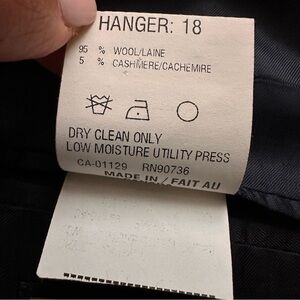 HANGER: 18
95 % WOOL/LAINE
5 % CASHMERE/CACHEMIRE
DRY CLEAN ONLY
LOW MOISTURE UTILITY PRESS
CA-01129 RN90736
MADE IN / FAIT AU